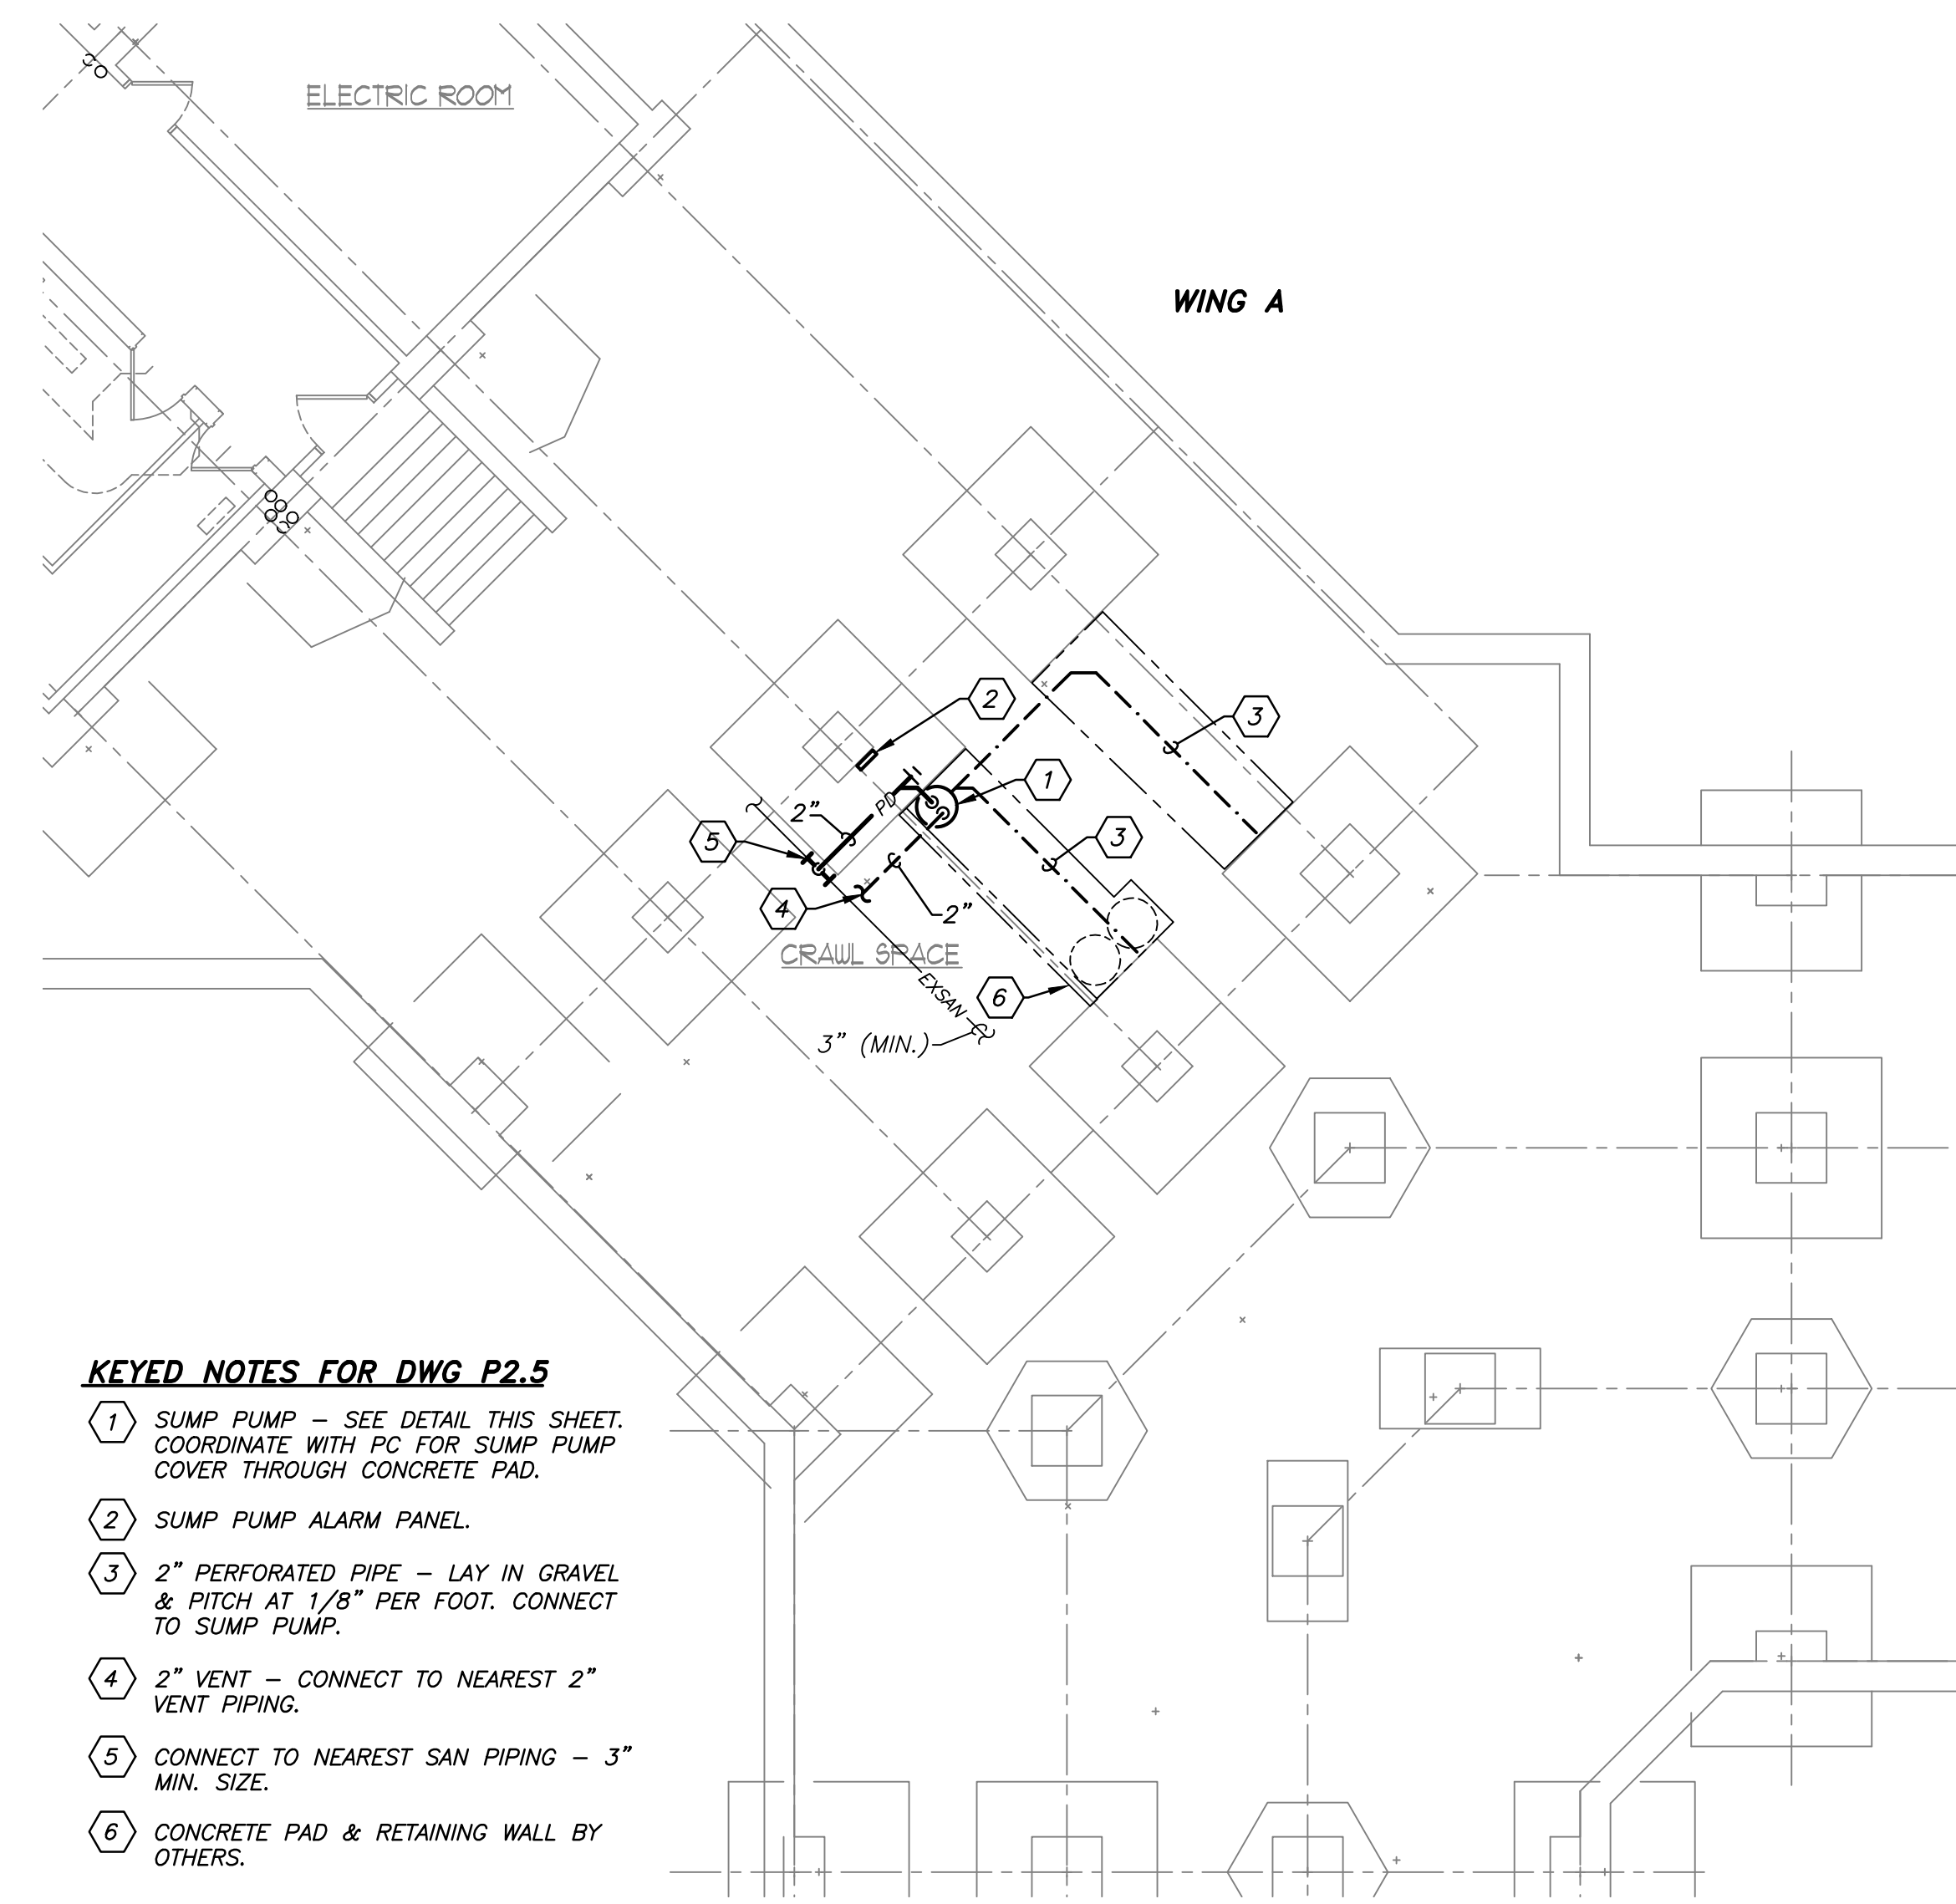 ELECTRIC ROOM
WING A
2
3
1
3
2”
PD
5
4
2”
CRAWL SPACE
EXSAN
6
3” (MIN.)
KEYED NOTES FOR DWG P2.5
1 SUMP PUMP – SEE DETAIL THIS SHEET.
COORDINATE WITH PC FOR SUMP PUMP
COVER THROUGH CONCRETE PAD.
2 SUMP PUMP ALARM PANEL.
3 2” PERFORATED PIPE – LAY IN GRAVEL
& PITCH AT 1/8” PER FOOT. CONNECT
TO SUMP PUMP.
4 2” VENT – CONNECT TO NEAREST 2”
VENT PIPING.
5 CONNECT TO NEAREST SAN PIPING – 3”
MIN. SIZE.
6 CONCRETE PAD & RETAINING WALL BY
OTHERS.